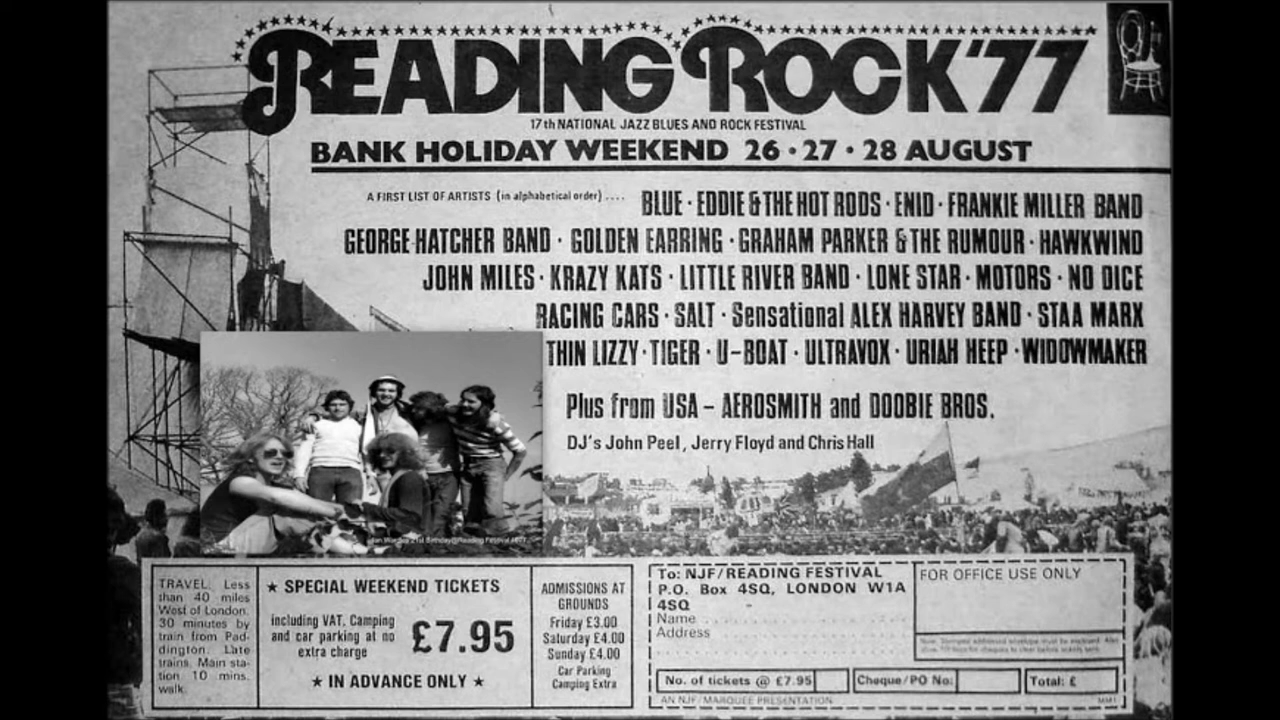 READING ROCK '77
17th NATIONAL JAZZ BLUES AND ROCK FESTIVAL
BANK HOLIDAY WEEKEND 26 • 27 • 28 AUGUST
A FIRST LIST OF ARTISTS (in alphabetical order) .... BLUE · EDDIE & THE HOT RODS · ENID · FRANKIE MILLER BAND
GEORGE HATCHER BAND · GOLDEN EARRING · GRAHAM PARKER & THE RUMOUR · HAWKWIND
JOHN MILES · KRAZY KATS · LITTLE RIVER BAND · LONE STAR · MOTORS · NO DICE
RACING CARS · SALT · Sensational ALEX HARVEY BAND · STAA MARX
THIN LIZZY · TIGER · U-BOAT · ULTRAVOX · URIAH HEEP · WIDOWMAKER
Plus from USA – AEROSMITH and DOOBIE BROS.
DJ's John Peel, Jerry Floyd and Chris Hall
21st Birthday@Reading Festival
TRAVEL. Less
than 40 miles
West of London.
30 minutes by
train from Pad-
dington. Late
trains. Main sta-
tion 10 mins.
walk.
★ SPECIAL WEEKEND TICKETS
including VAT, Camping
and car parking at no
extra charge
£7.95
★ IN ADVANCE ONLY ★
ADMISSIONS AT
GROUNDS
Friday £3.00
Saturday £4.00
Sunday £4.00
Car Parking
Camping Extra
To: NJF/READING FESTIVAL
P.O. Box 4SQ, LONDON W1A
4SQ
Name
Address
FOR OFFICE USE ONLY
No. of tickets @ £7.95
Cheque/PO No:
Total: £
AN NJF/MARQUEE PRESENTATION